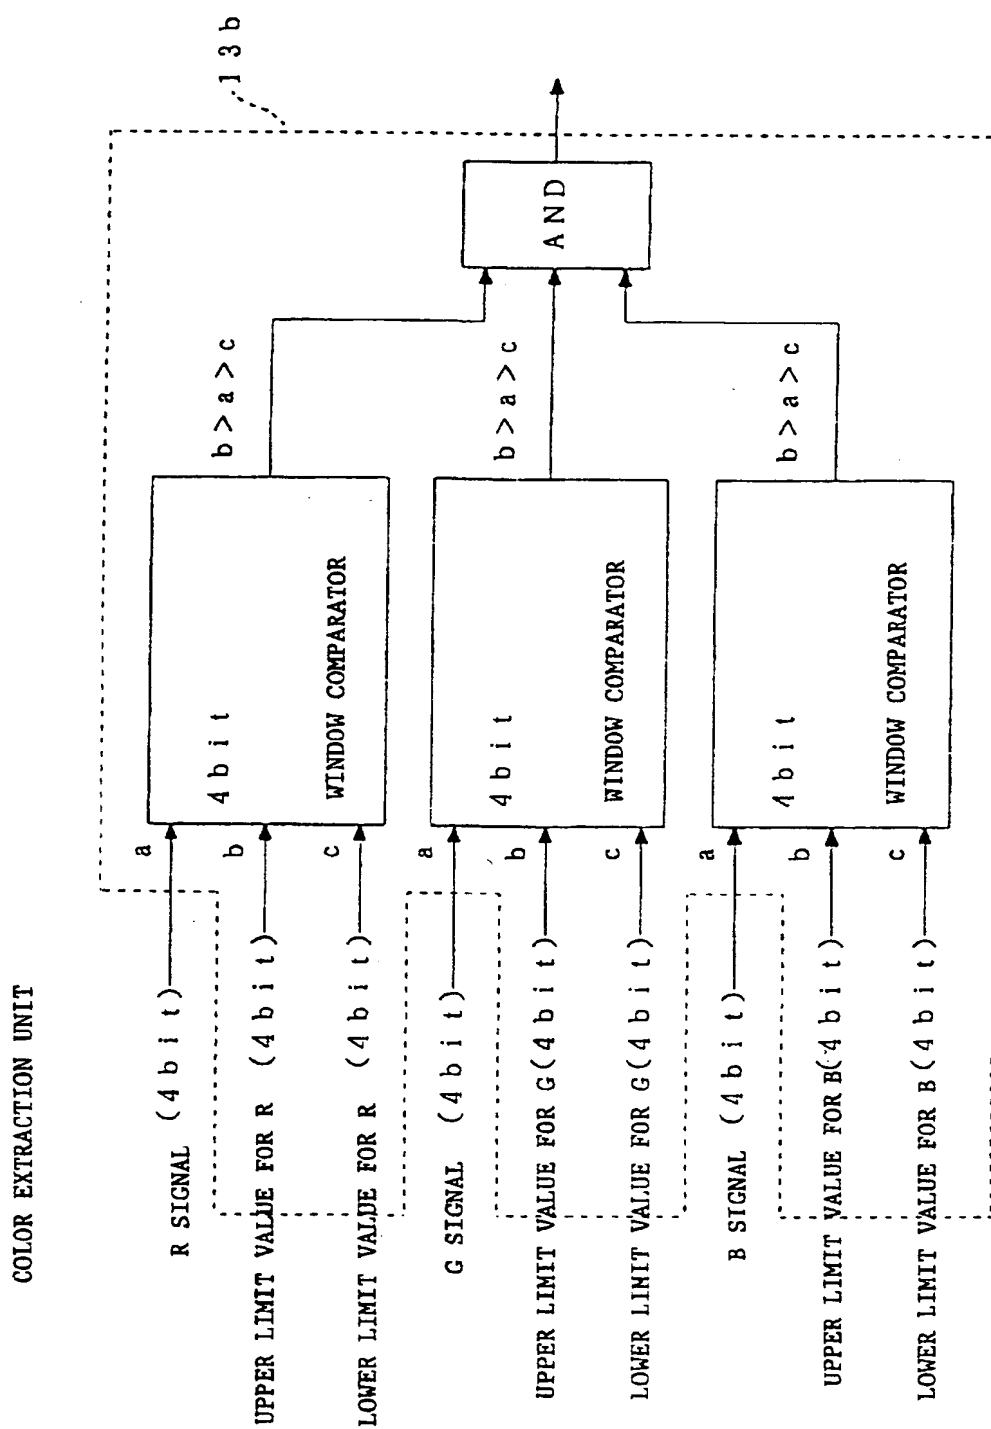 COLOR EXTRACTION UNIT
13b
R SIGNAL (4bit)
a
UPPER LIMIT VALUE FOR R (4bit)
b
LOWER LIMIT VALUE FOR R (4bit)
c
4bit
WINDOW COMPARATOR
b>a>c
G SIGNAL (4bit)
a
UPPER LIMIT VALUE FOR G(4bit)
b
LOWER LIMIT VALUE FOR G(4bit)
c
4bit
WINDOW COMPARATOR
b>a>c
AND
B SIGNAL (4bit)
a
UPPER LIMIT VALUE FOR B(4bit)
b
LOWER LIMIT VALUE FOR B(4bit)
c
4bit
WINDOW COMPARATOR
b>a>c